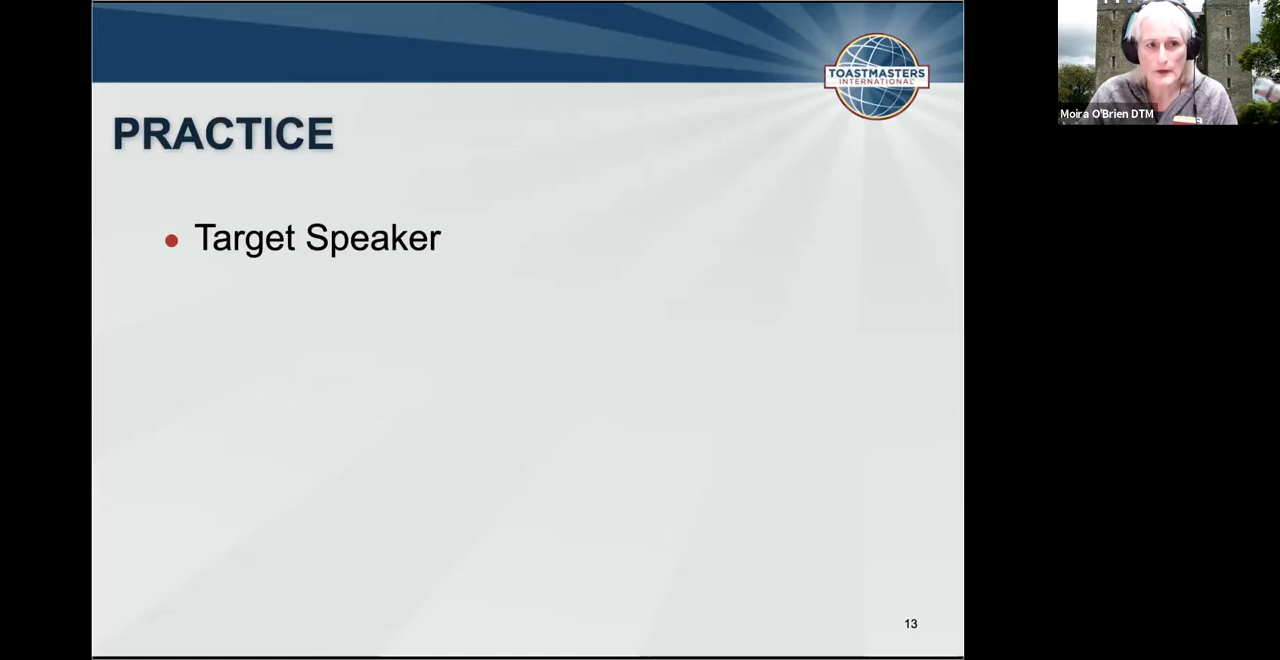 TOASTMASTERS
INTERNATIONAL
PRACTICE
Target Speaker
13
Moira O'Brien DTM